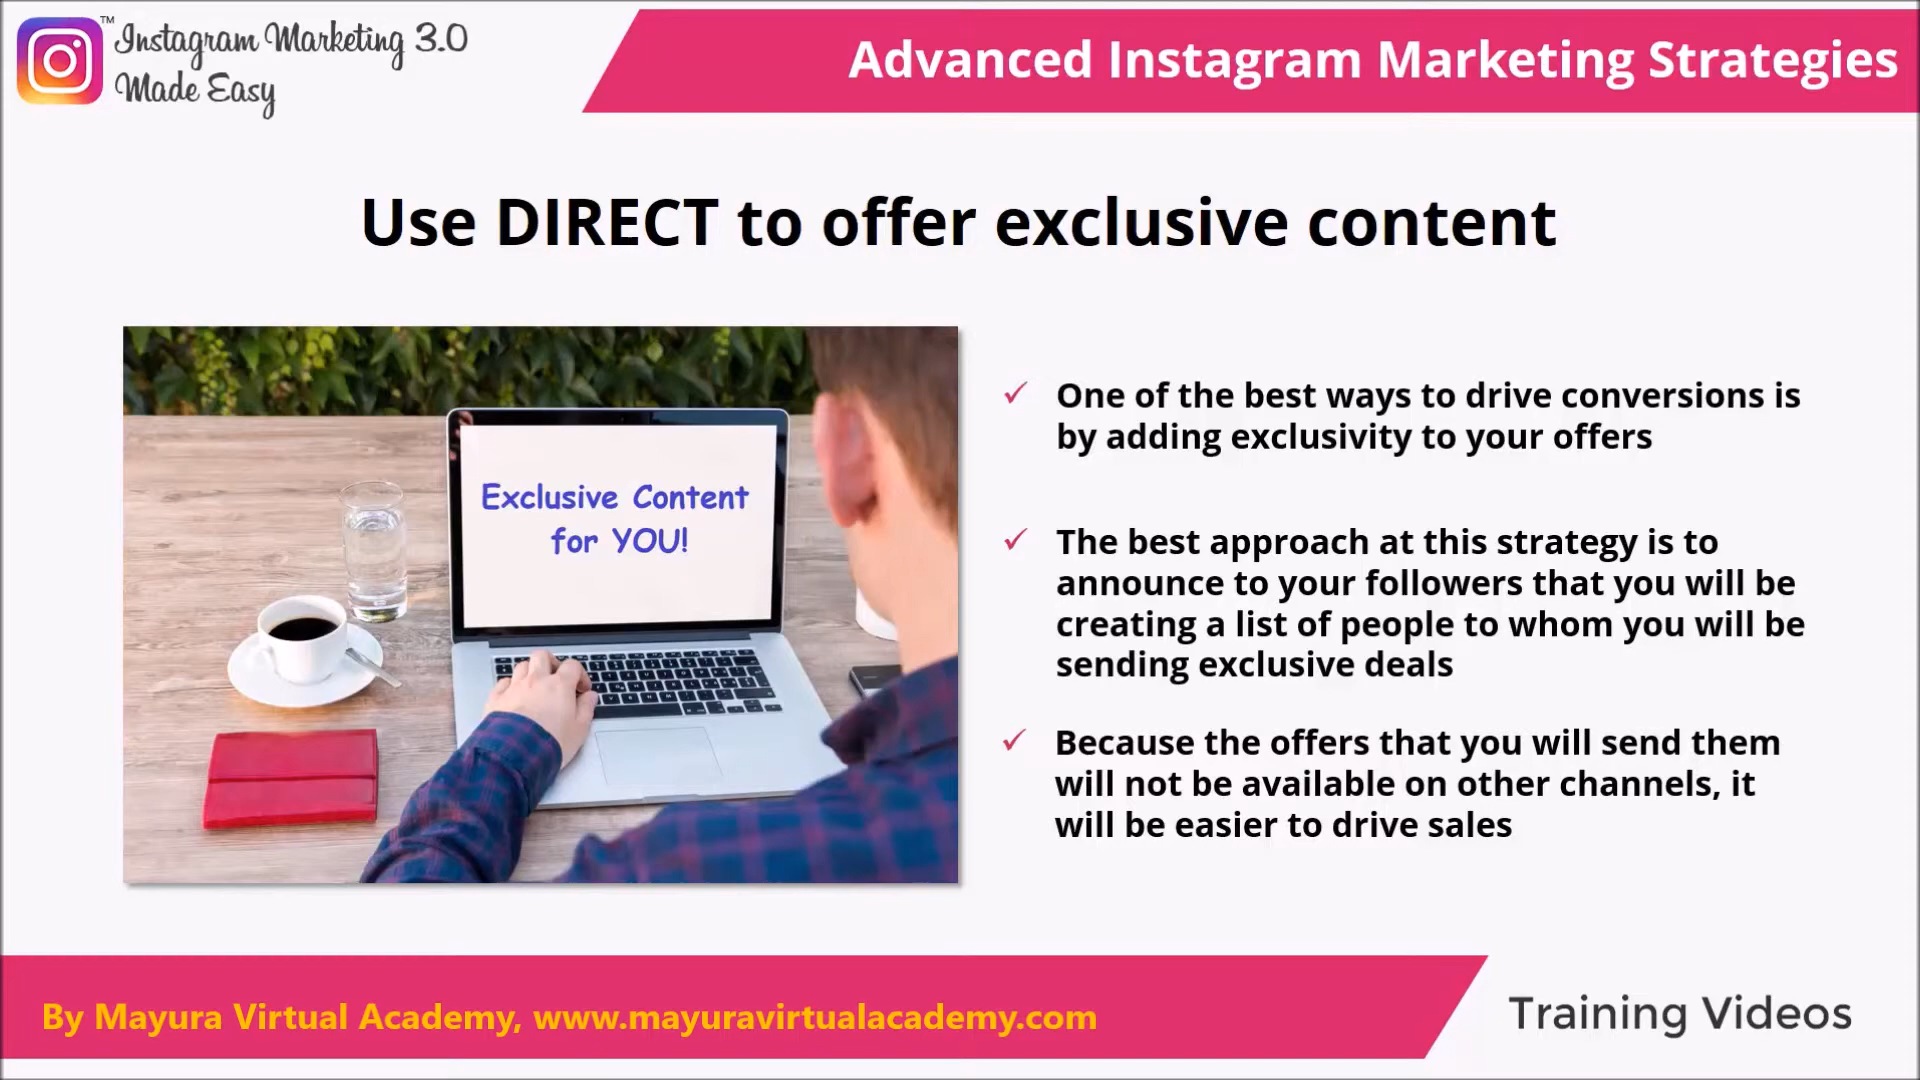 ™
Instagram Marketing 3.0
Made Easy
Advanced Instagram Marketing Strategies
Use DIRECT to offer exclusive content
Exclusive Content
for YOU!
✓ One of the best ways to drive conversions is
by adding exclusivity to your offers
✓ The best approach at this strategy is to
announce to your followers that you will be
creating a list of people to whom you will be
sending exclusive deals
✓ Because the offers that you will send them
will not be available on other channels, it
will be easier to drive sales
By Mayura Virtual Academy, www.mayuravirtualacademy.com
Training Videos